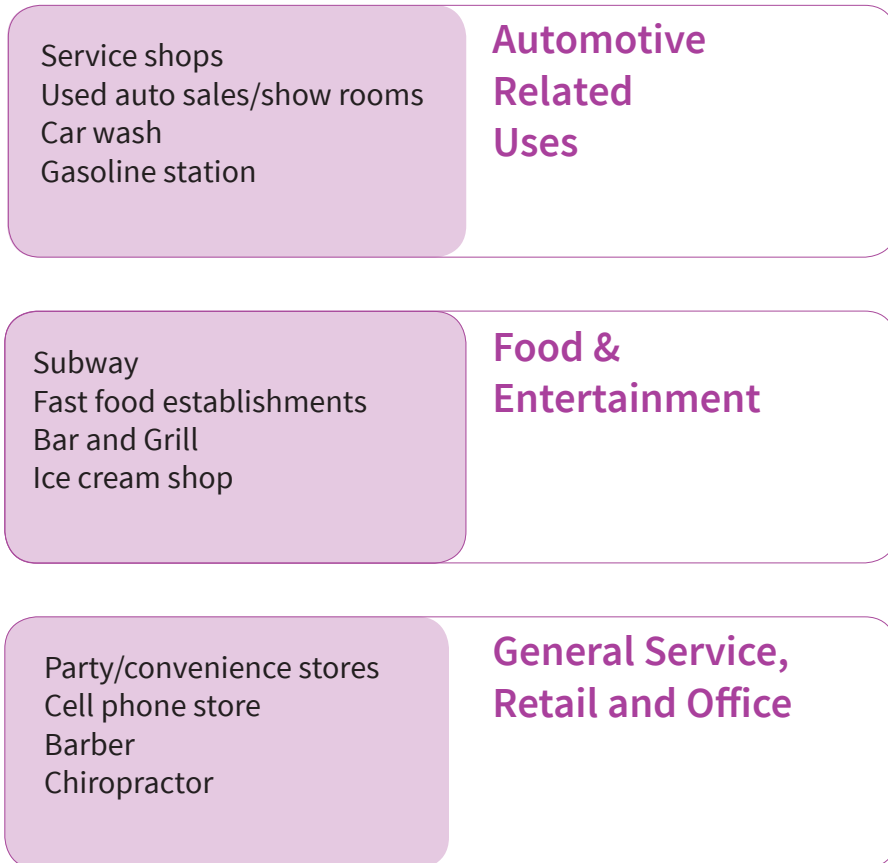 Service shops
Used auto sales/show rooms
Car wash
Gasoline station
Automotive
Related
Uses
Subway
Fast food establishments
Bar and Grill
Ice cream shop
Food &
Entertainment
Party/convenience stores
Cell phone store
Barber
Chiropractor
General Service,
Retail and Office